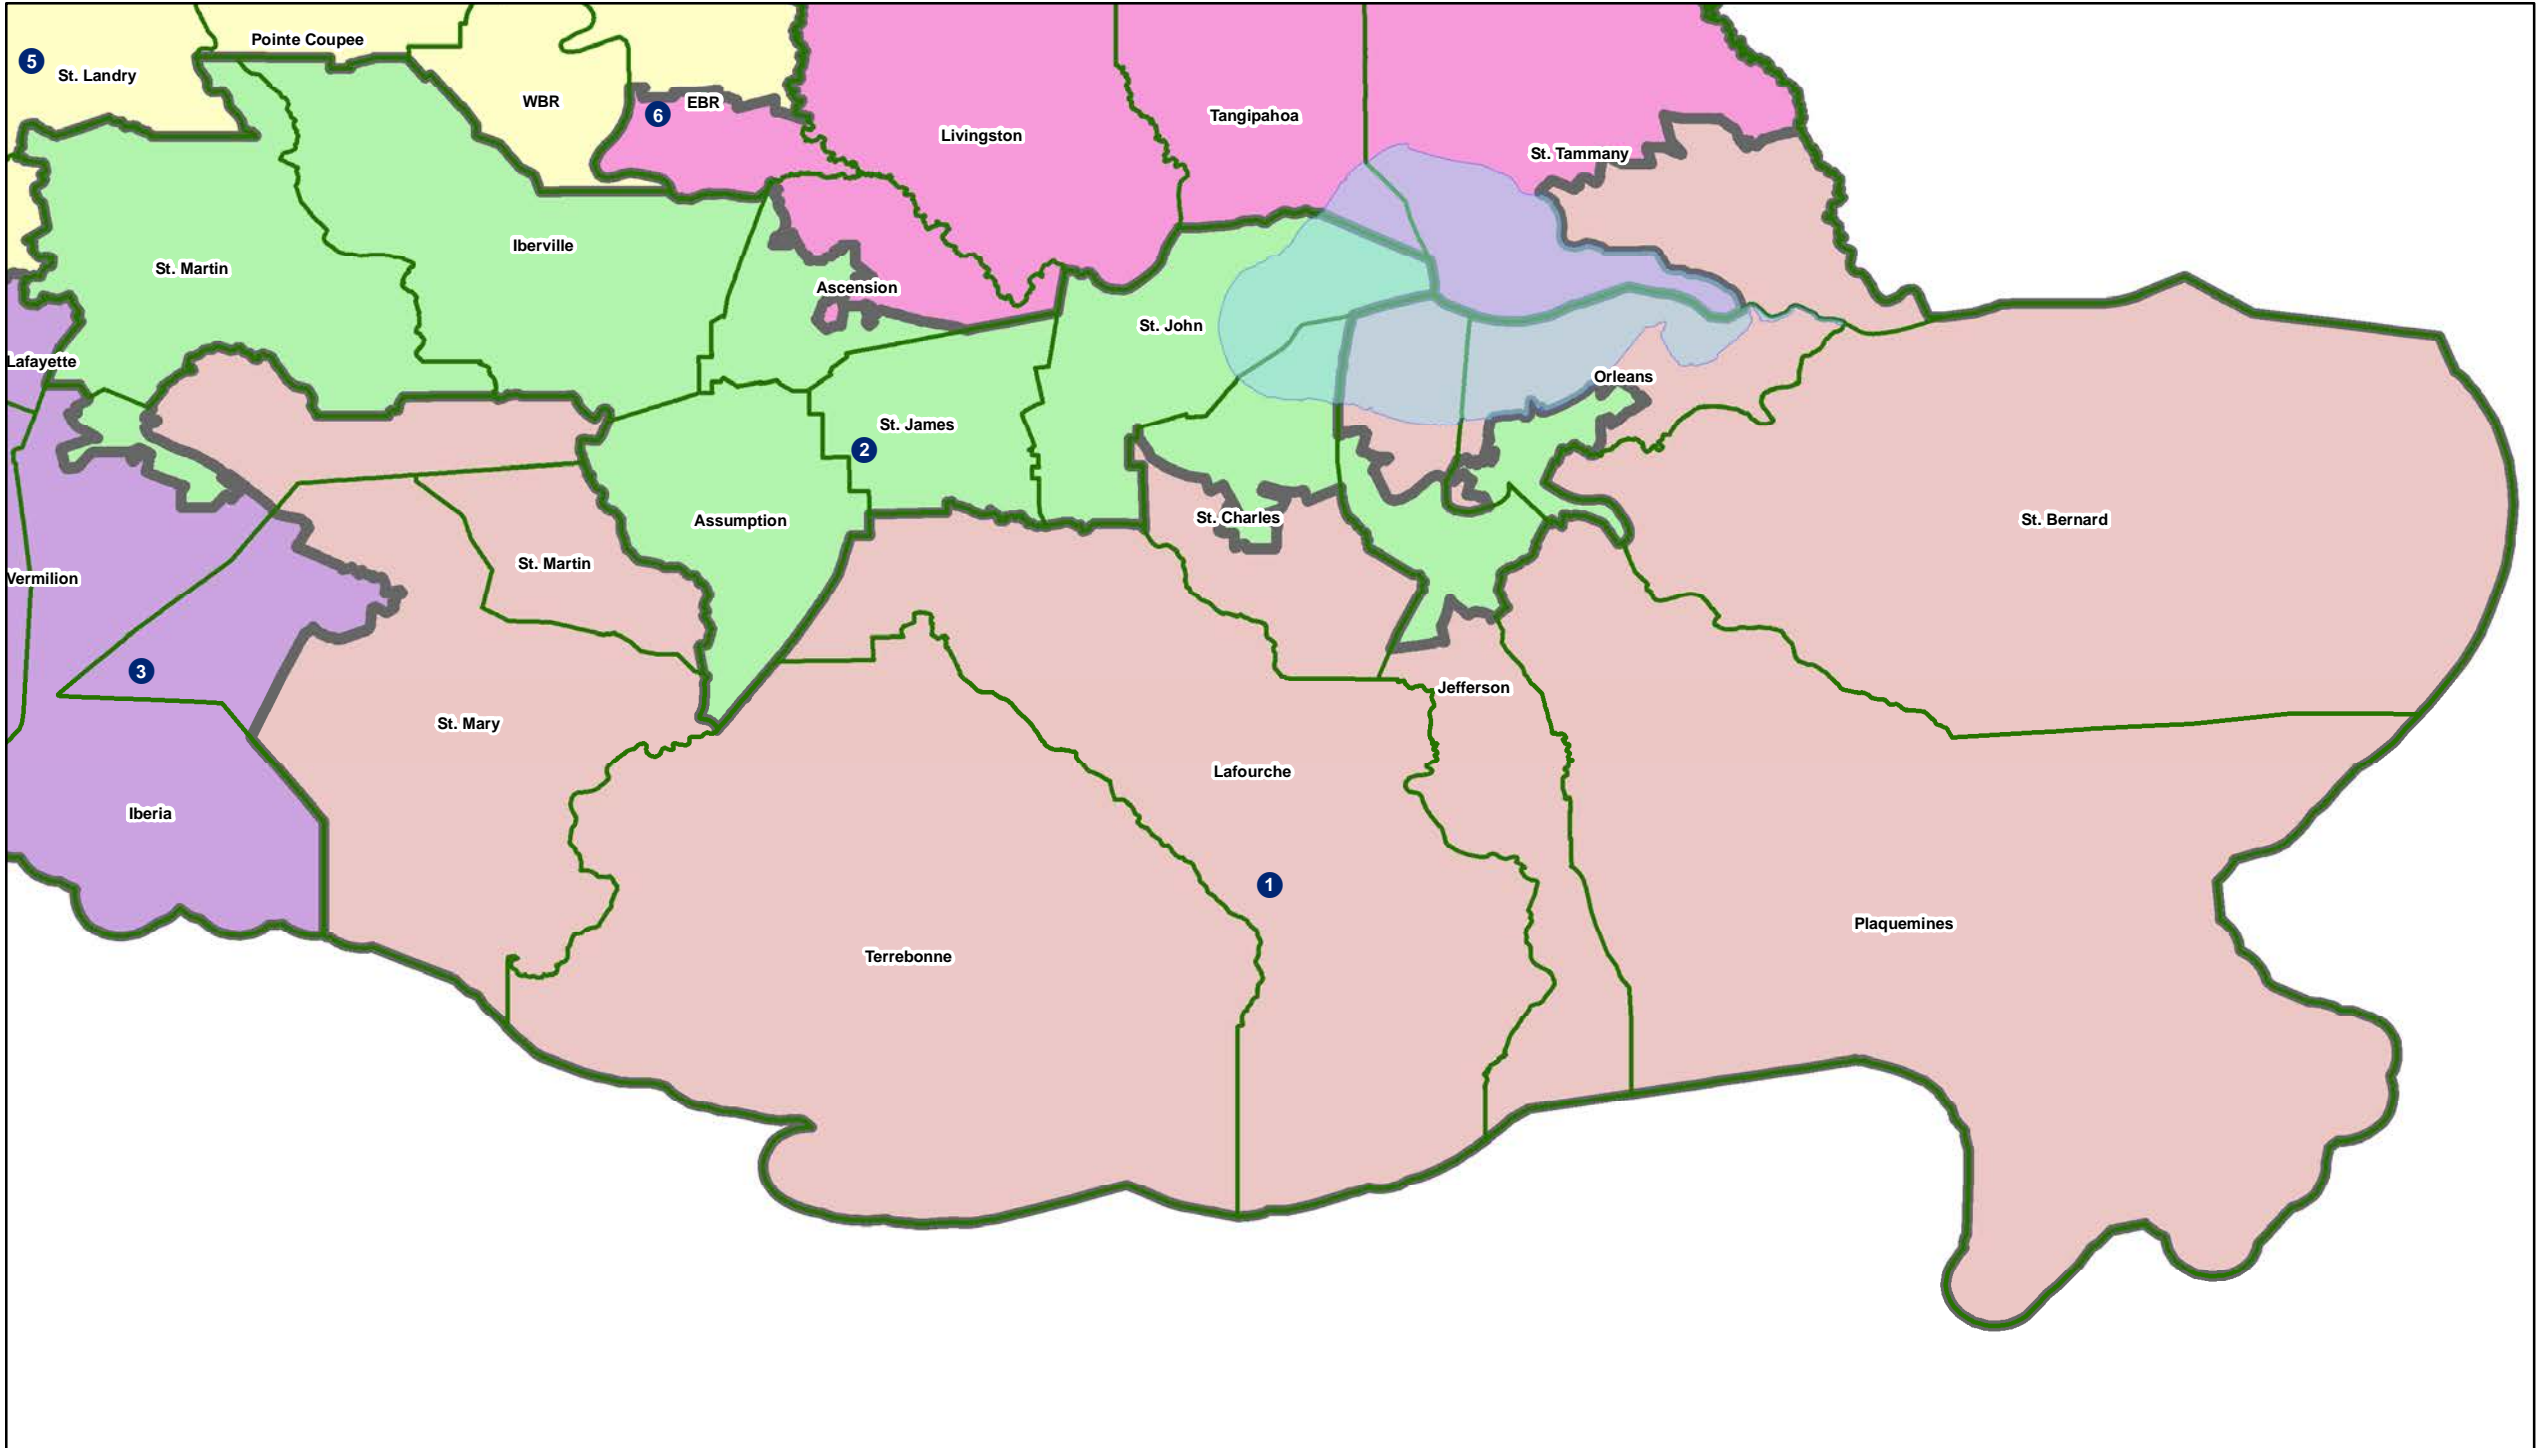 Pointe Coupee
5
St. Landry
WBR
6
EBR
Livingston
Tangipahoa
St. Tammany
Iberville
St. Martin
Ascension
St. John
Lafayette
Orleans
St. James
2
Assumption
St. Charles
St. Bernard
St. Martin
Vermilion
3
Jefferson
St. Mary
Lafourche
Iberia
1
Plaquemines
Terrebonne